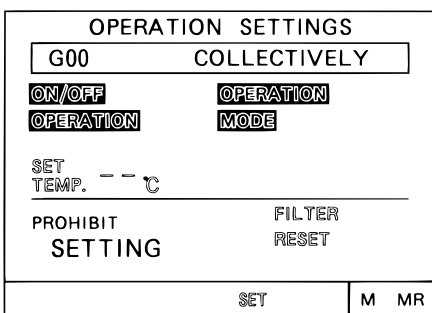 OPERATION SETTINGS
G00 COLLECTIVELY
ON/OFF OPERATION
OPERATION MODE
SET
TEMP. -- °C
PROHIBIT FILTER
SETTING RESET
SET M MR